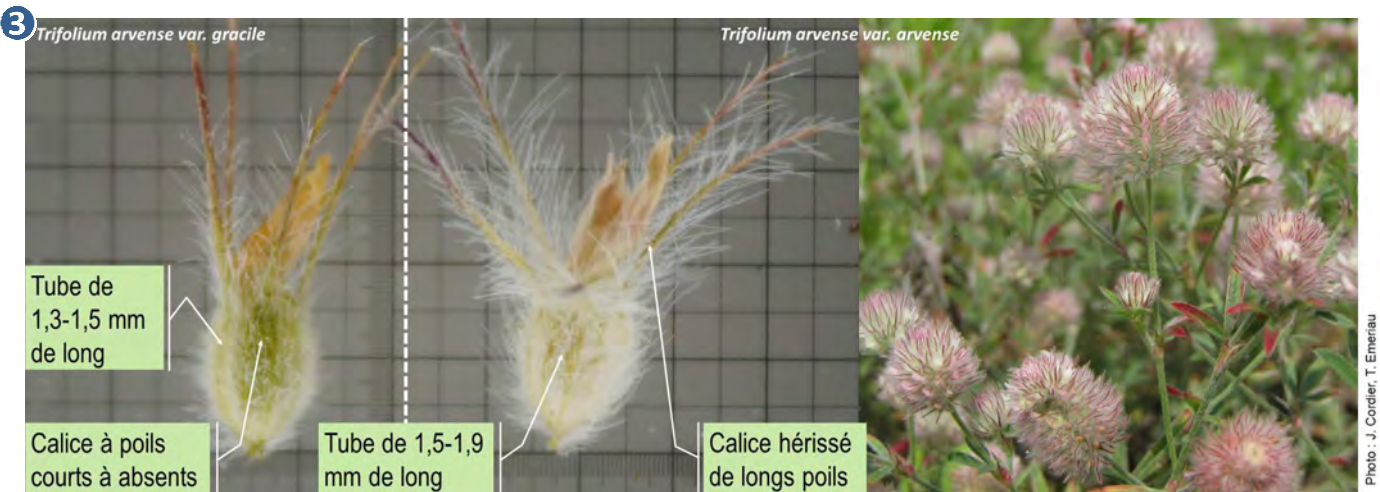 3
Trifolium arvense var. gracile
Trifolium arvense var. arvense
Tube de
1,3-1,5 mm
de long
Calice à poils
courts à absents
Tube de 1,5-1,9
mm de long
Calice hérissé
de longs poils
Photo : J. Cordier, T. Emeriau